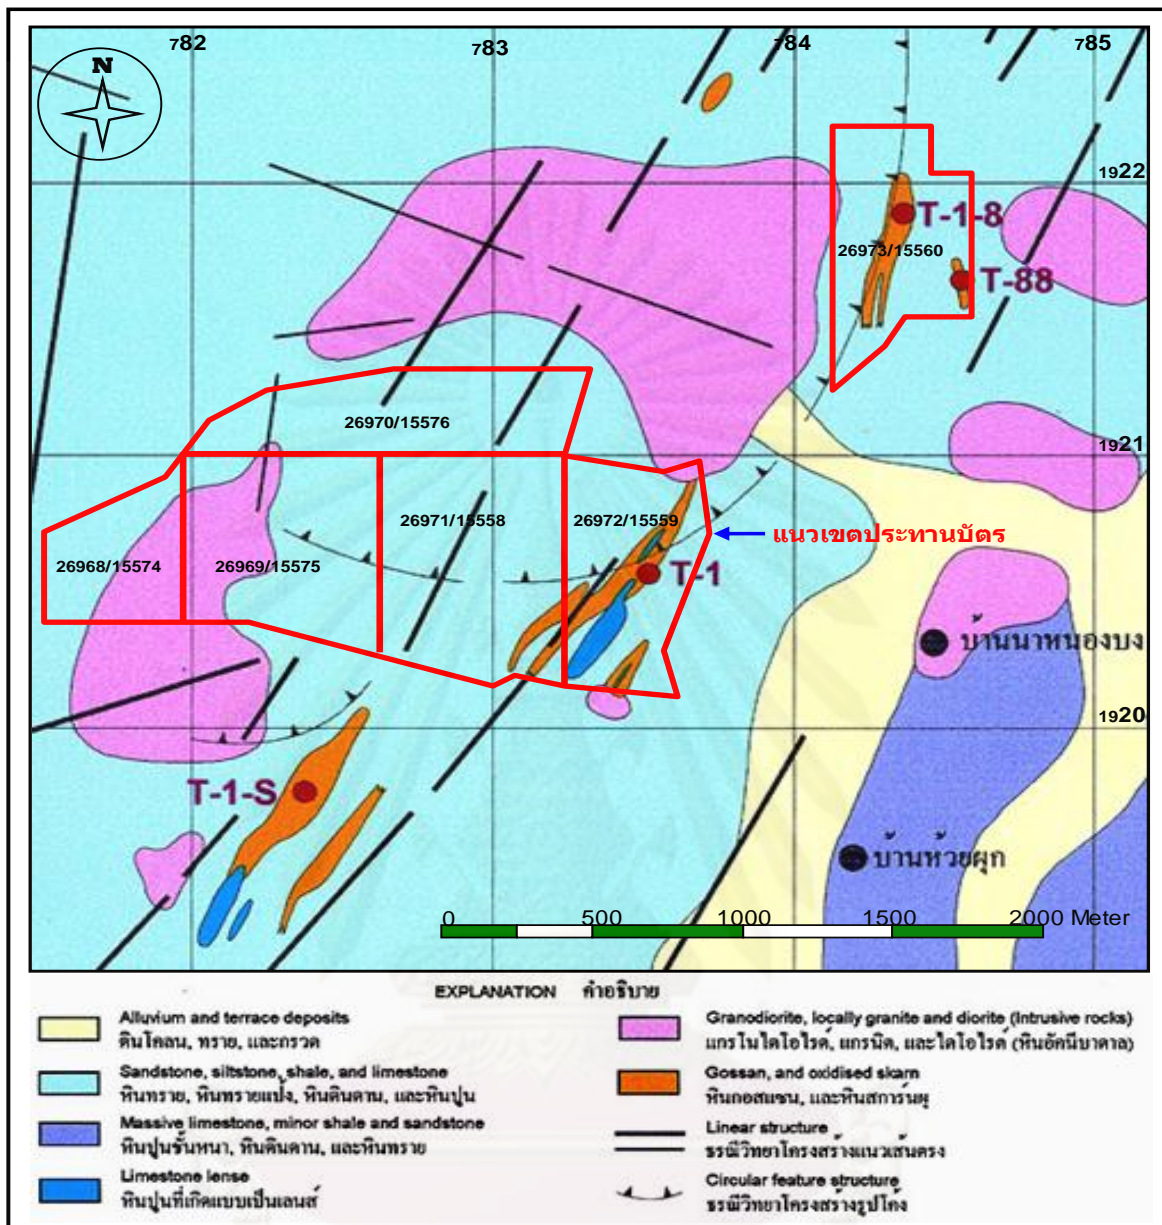 782 783 784 785
N
1922
T-1-8
26973/15560
T-88
26970/15576
1921
26971/15558
26972/15559
แนวเขตประทานบัตร
26968/15574
26969/15575
T-1
บ้านนาหนองบง
1920
T-1-S
บ้านห้วยผุก
0 500 1000 1500 2000 Meter
EXPLANATION คำอธิบาย
Alluvium and terrace deposits
ดินโคลน, ทราย, และกรวด
Sandstone, siltstone, shale, and limestone
หินทราย, หินทรายแป้ง, หินดินดาน, และหินปูน
Massive limestone, minor shale and sandstone
หินปูนชั้นหนา, หินดินดาน, และหินทราย
Limestone lense
หินปูนที่เกิดแบบเป็นเลนส์
Granodiorite, locally granite and diorite (Intrusive rocks)
แกรโนไดโอไรต์, แกรนิต, และไดโอไรต์ (หินอัคนีบาดาล)
Gossan, and oxidised skarn
หินกอสแซน, และหินสการ์นผุ
Linear structure
ธรณีวิทยาโครงสร้างแนวเส้นตรง
Circular feature structure
ธรณีวิทยาโครงสร้างรูปโค้ง